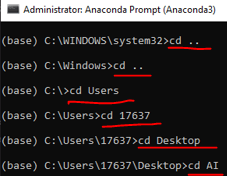 Administrator: Anaconda Prompt (Anaconda3)
(base) C:\WINDOWS\system32>cd ..
(base) C:\Windows>cd ..
(base) C:\>cd Users
(base) C:\Users>cd 17637
(base) C:\Users\17637>cd Desktop
(base) C:\Users\17637\Desktop>cd AI